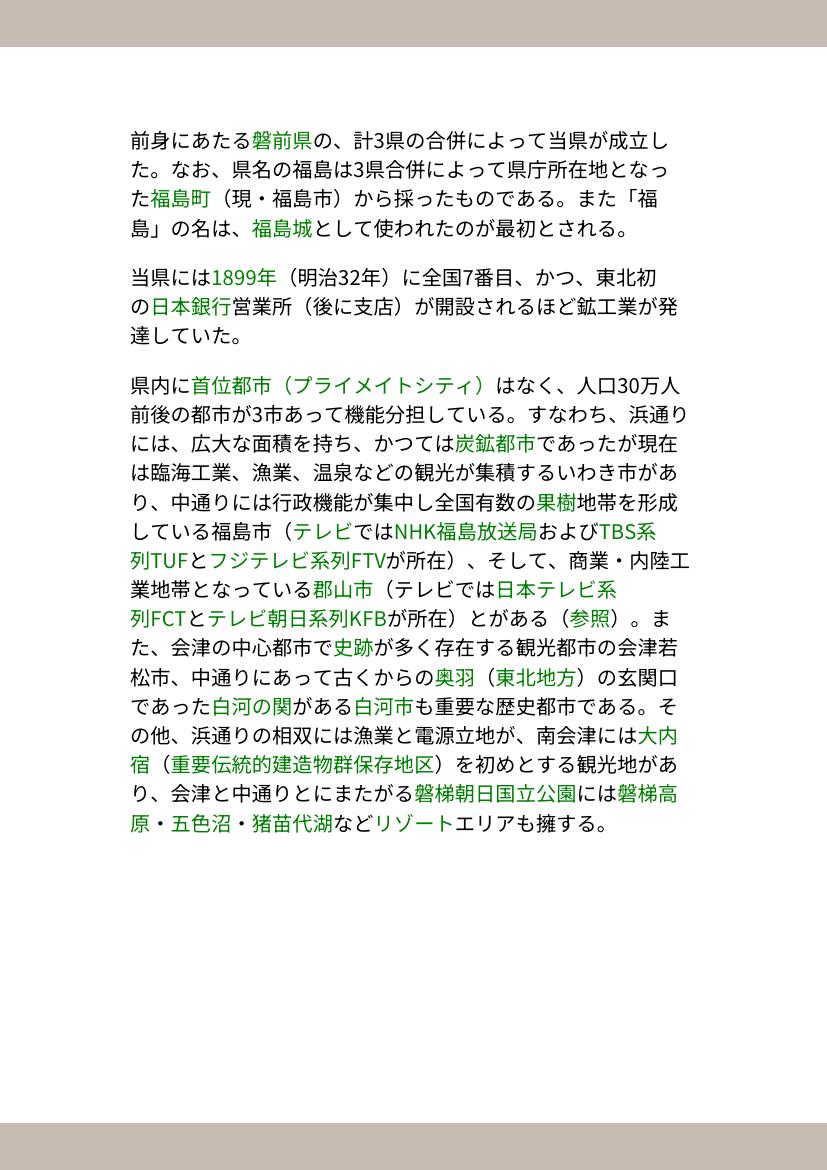 前身にあたる磐前県の、計3県の合併によって当県が成立し
た。なお、県名の福島は3県合併によって県庁所在地となっ
た福島町（現・福島市）から採ったものである。また「福
島」の名は、福島城として使われたのが最初とされる。
当県には1899年（明治32年）に全国7番目、かつ、東北初
の日本銀行営業所（後に支店）が開設されるほど鉱工業が発
達していた。
県内に首位都市（プライメイトシティ）はなく、人口30万人
前後の都市が3市あって機能分担している。すなわち、浜通り
には、広大な面積を持ち、かつては炭鉱都市であったが現在
は臨海工業、漁業、温泉などの観光が集積するいわき市があ
り、中通りには行政機能が集中し全国有数の果樹地帯を形成
している福島市（テレビではNHK福島放送局およびTBS系
列TUFとフジテレビ系列FTVが所在）、そして、商業・内陸工
業地帯となっている郡山市（テレビでは日本テレビ系
列FCTとテレビ朝日系列KFBが所在）とがある（参照）。ま
た、会津の中心都市で史跡が多く存在する観光都市の会津若
松市、中通りにあって古くからの奥羽（東北地方）の玄関口
であった白河の関がある白河市も重要な歴史都市である。そ
の他、浜通りの相双には漁業と電源立地が、南会津には大内
宿（重要伝統的建造物群保存地区）を初めとする観光地があ
り、会津と中通りとにまたがる磐梯朝日国立公園には磐梯高
原・五色沼・猪苗代湖などリゾートエリアも擁する。